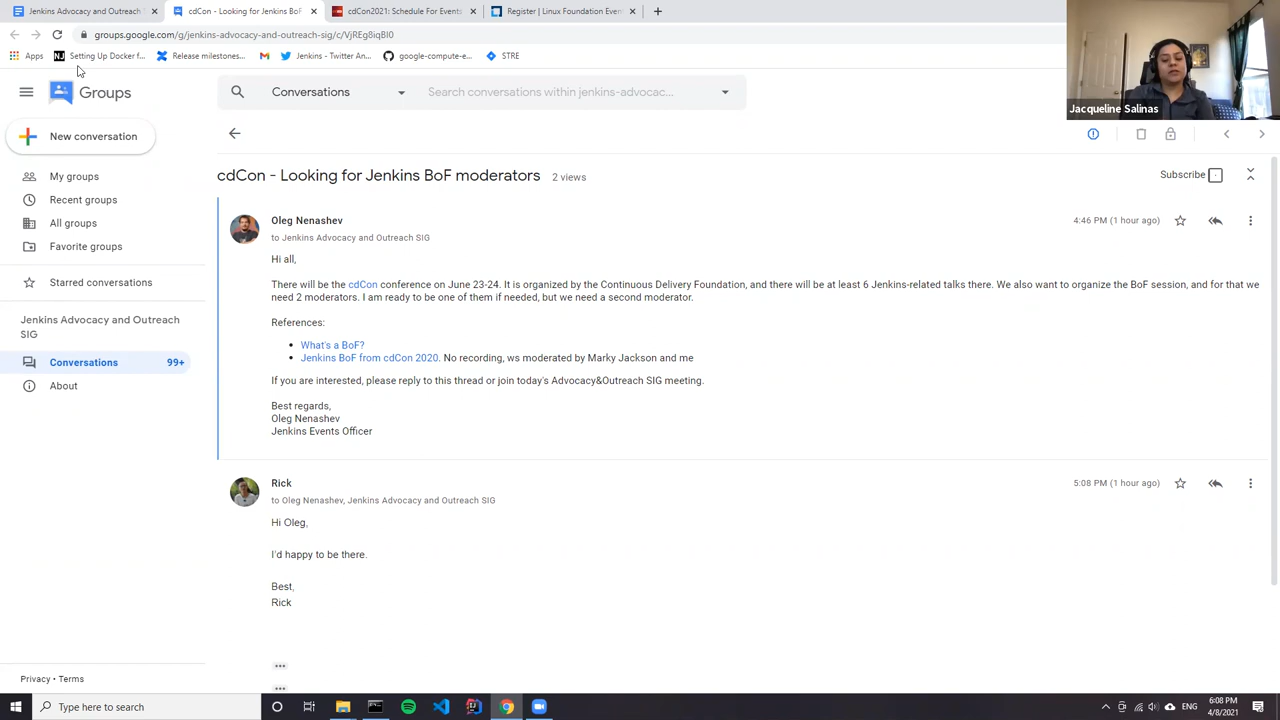 Jenkins Advocacy and Outreach S
cdCon - Looking for Jenkins BoF
cdCon2021: Schedule For Events
Register | Linux Foundation Even
groups.google.com/g/jenkins-advocacy-and-outreach-sig/c/VjREg8iqBI0
Apps
Setting Up Docker f...
Release milestones...
Jenkins - Twitter An...
google-compute-e...
STRE
Groups
Conversations
Search conversations within jenkins-advocac...
Jacqueline Salinas
New conversation
My groups
Recent groups
All groups
Favorite groups
Starred conversations
Jenkins Advocacy and Outreach
SIG
Conversations 99+
About
Privacy • Terms
cdCon - Looking for Jenkins BoF moderators 2 views
Subscribe
Oleg Nenashev
4:46 PM (1 hour ago)
to Jenkins Advocacy and Outreach SIG
Hi all,
There will be the cdCon conference on June 23-24. It is organized by the Continuous Delivery Foundation, and there will be at least 6 Jenkins-related talks there. We also want to organize the BoF session, and for that we
need 2 moderators. I am ready to be one of them if needed, but we need a second moderator.
References:
• What's a BoF?
• Jenkins BoF from cdCon 2020. No recording, ws moderated by Marky Jackson and me
If you are interested, please reply to this thread or join today's Advocacy&Outreach SIG meeting.
Best regards,
Oleg Nenashev
Jenkins Events Officer
Rick
5:08 PM (1 hour ago)
to Oleg Nenashev, Jenkins Advocacy and Outreach SIG
Hi Oleg,
I'd happy to be there.
Best,
Rick
Type here to search
ENG
6:08 PM
4/8/2021